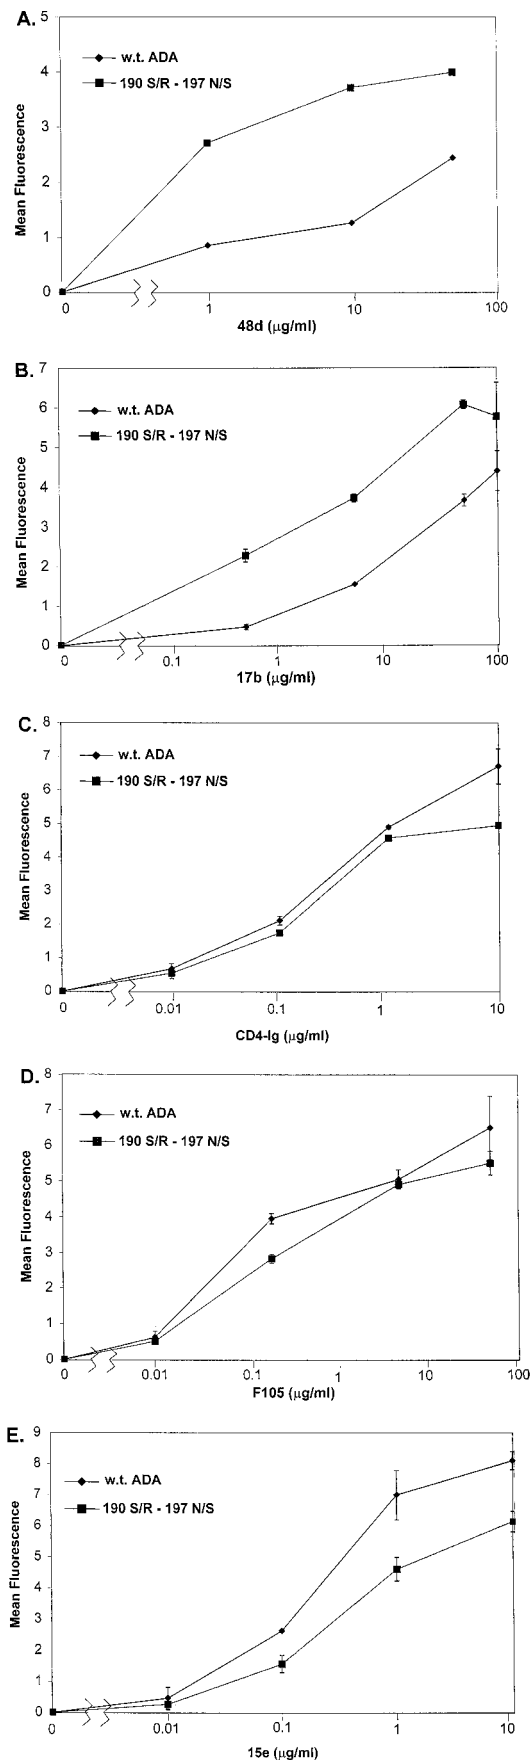 A.
5
w.t. ADA
190 S/R - 197 N/S
4
3
2
1
0
Mean Fluorescence
0 1 10 100
48d (µg/ml)
B.
7
w.t. ADA
190 S/R - 197 N/S
6
5
4
3
2
1
0
Mean Fluorescence
0 0.1 1 10 100
17b (µg/ml)
C.
8
w.t. ADA
190 S/R - 197 N/S
7
6
5
4
3
2
1
0
Mean Fluorescence
0 0.01 0.1 1 10
CD4-Ig (µg/ml)
D.
8
w.t. ADA
190 S/R - 197 N/S
7
6
5
4
3
2
1
0
Mean Fluorescence
0 0.01 0.1 1 10 100
F105 (µg/ml)
E.
9
w.t. ADA
190 S/R - 197 N/S
8
7
6
5
4
3
2
1
0
Mean Fluorescence
0 0.01 0.1 1 10
15e (µg/ml)